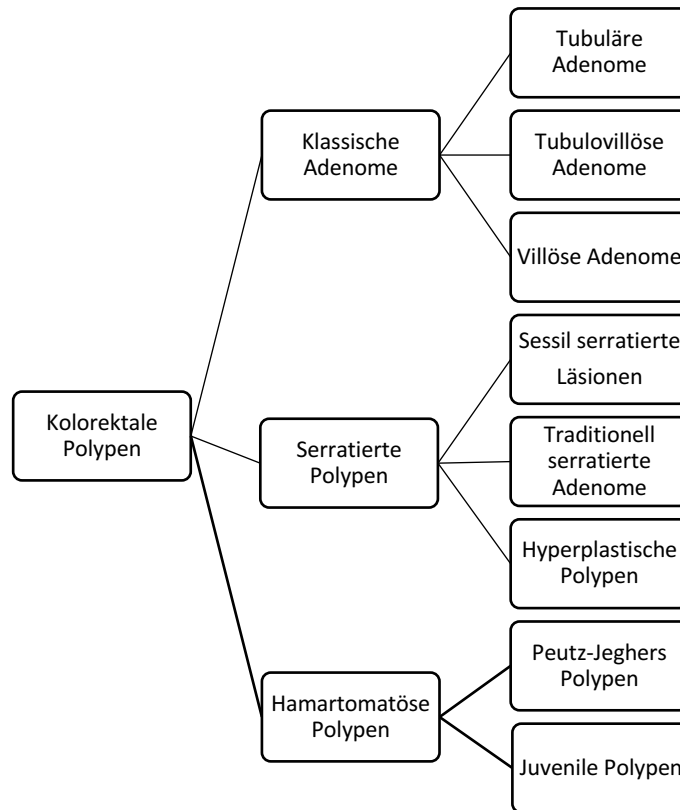 Tubuläre
Adenome
Klassische
Adenome
Tubulovillöse
Adenome
Villöse Adenome
Sessil serratierte
Läsionen
Kolorektale
Polypen
Serratierte
Polypen
Traditionell
serratierte
Adenome
Hyperplastische
Polypen
Hamartomatöse
Polypen
Peutz-Jeghers
Polypen
Juvenile Polypen